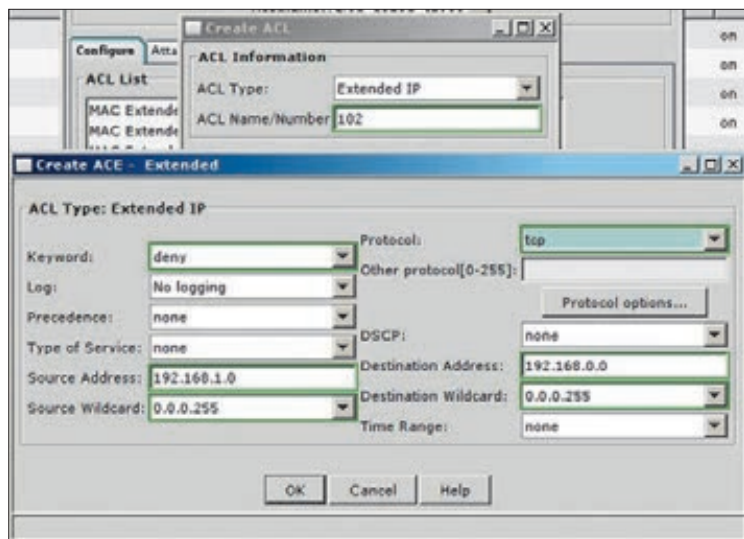 Create ACL
on
Configure Atta
ACL Information
on
ACL List
ACL Type: Extended IP
on
MAC Extende
ACL Name/Number 102
on
MAC Extende
Create ACE - Extended
ACL Type: Extended IP
Keyword: deny
Log: No logging
Precedence: none
Type of Service: none
Source Address: 192.168.1.0
Source Wildcard: 0.0.0.255
Protocol: tcp
Other protocol[0-255]:
Protocol options...
DSCP: none
Destination Address: 192.168.0.0
Destination Wildcard: 0.0.0.255
Time Range: none
OK Cancel Help